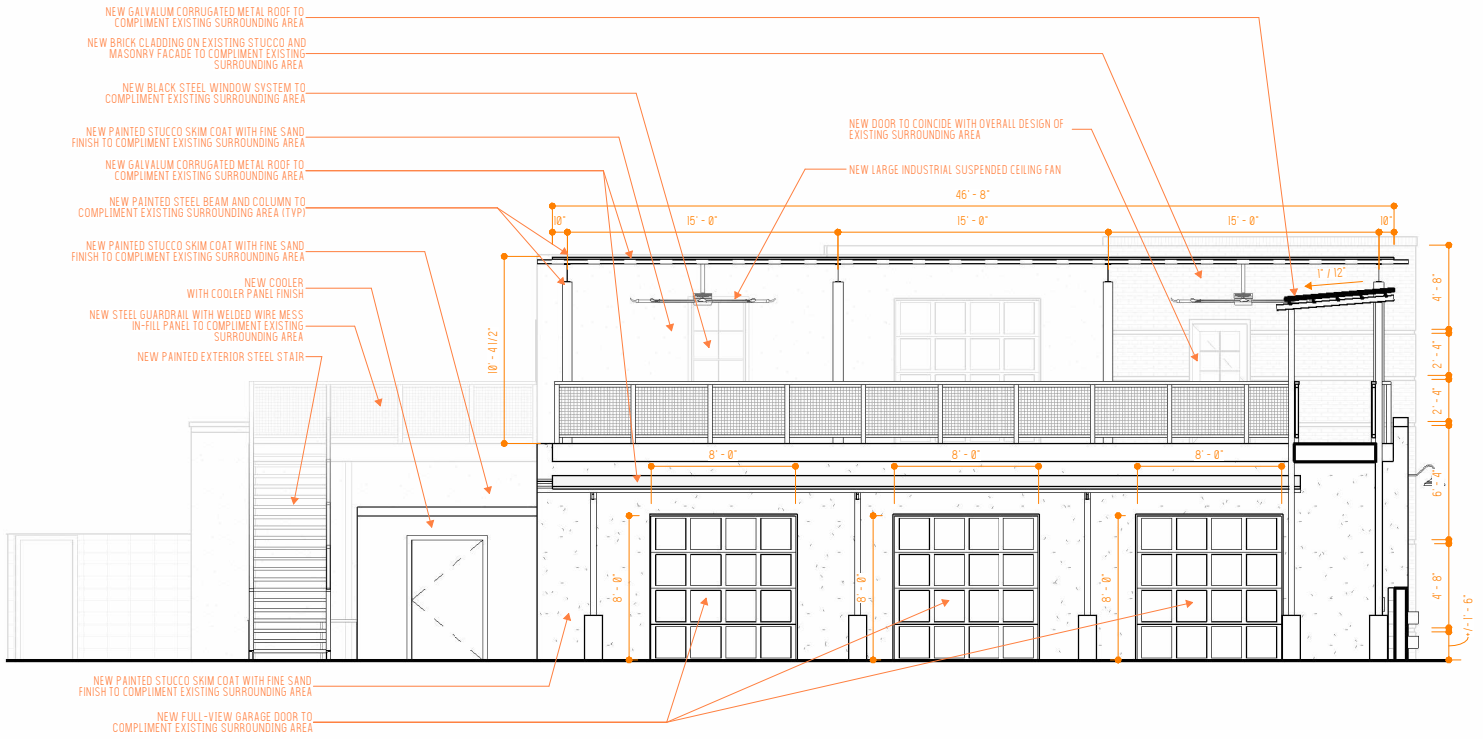 NEW GALVALUM CORRUGATED METAL ROOF TO
COMPLIMENT EXISTING SURROUNDING AREA
NEW BRICK CLADDING ON EXISTING STUCCO AND
MASONRY FACADE TO COMPLIMENT EXISTING
SURROUNDING AREA
NEW BLACK STEEL WINDOW SYSTEM TO
COMPLIMENT EXISTING SURROUNDING AREA
NEW PAINTED STUCCO SKIM COAT WITH FINE SAND
FINISH TO COMPLIMENT EXISTING SURROUNDING AREA
NEW GALVALUM CORRUGATED METAL ROOF TO
COMPLIMENT EXISTING SURROUNDING AREA
NEW PAINTED STEEL BEAM AND COLUMN TO
COMPLIMENT EXISTING SURROUNDING AREA (TYP)
NEW PAINTED STUCCO SKIM COAT WITH FINE SAND
FINISH TO COMPLIMENT EXISTING SURROUNDING AREA
NEW COOLER
WITH COOLER PANEL FINISH
NEW STEEL GUARDRAIL WITH WELDED WIRE MESS
IN-FILL PANEL TO COMPLIMENT EXISTING
SURROUNDING AREA
NEW PAINTED EXTERIOR STEEL STAIR
NEW DOOR TO COINCIDE WITH OVERALL DESIGN OF
EXISTING SURROUNDING AREA
NEW LARGE INDUSTRIAL SUSPENDED CEILING FAN
46' - 8"
10"
15' - 0"
15' - 0"
15' - 0"
10"
1" / 12"
10' - 4 1/2"
4' - 8"
2' - 4"
2' - 4"
6' - 4"
4' - 8"
+/- 1' - 6"
8' - 0"
8' - 0"
8' - 0"
8' - 0"
8' - 0"
8' - 0"
NEW PAINTED STUCCO SKIM COAT WITH FINE SAND
FINISH TO COMPLIMENT EXISTING SURROUNDING AREA
NEW FULL-VIEW GARAGE DOOR TO
COMPLIMENT EXISTING SURROUNDING AREA